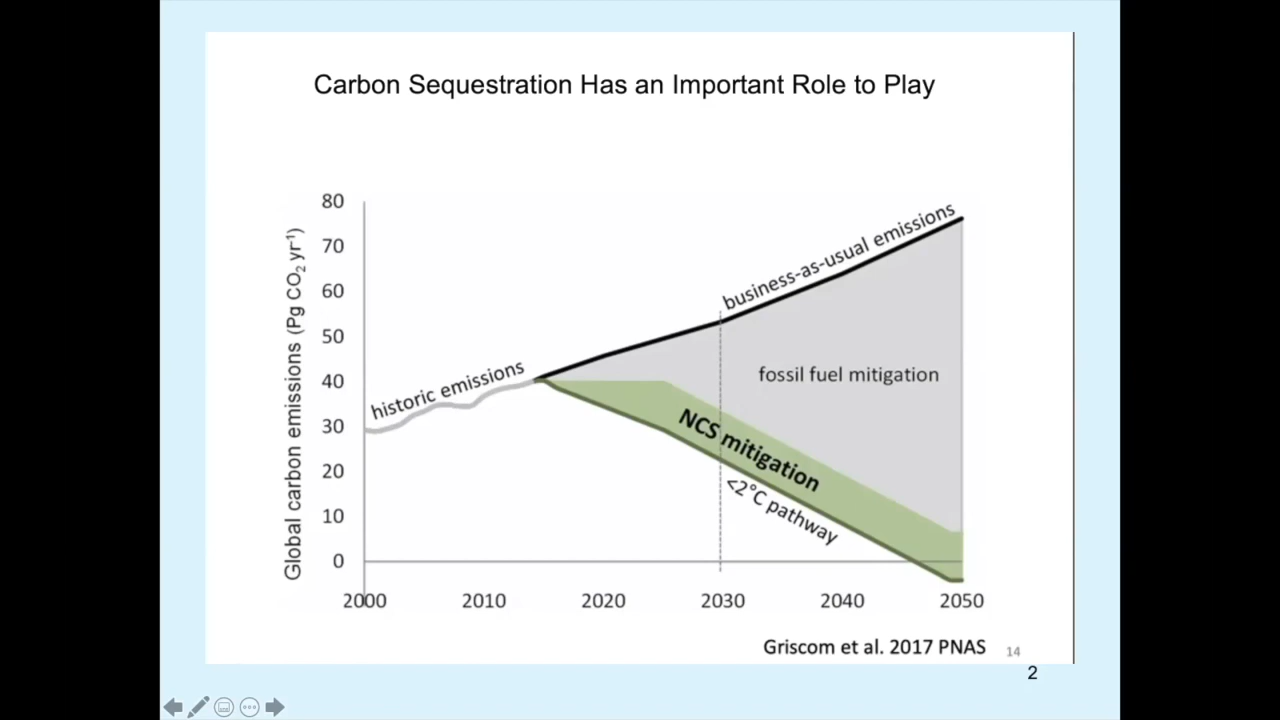 Carbon Sequestration Has an Important Role to Play
Global carbon emissions (Pg CO₂ yr⁻¹)
80
70
60
50
40
30
20
10
0
historic emissions
business-as-usual emissions
fossil fuel mitigation
NCS mitigation
<2°C pathway
2000
2010
2020
2030
2040
2050
Griscom et al. 2017 PNAS
14
2